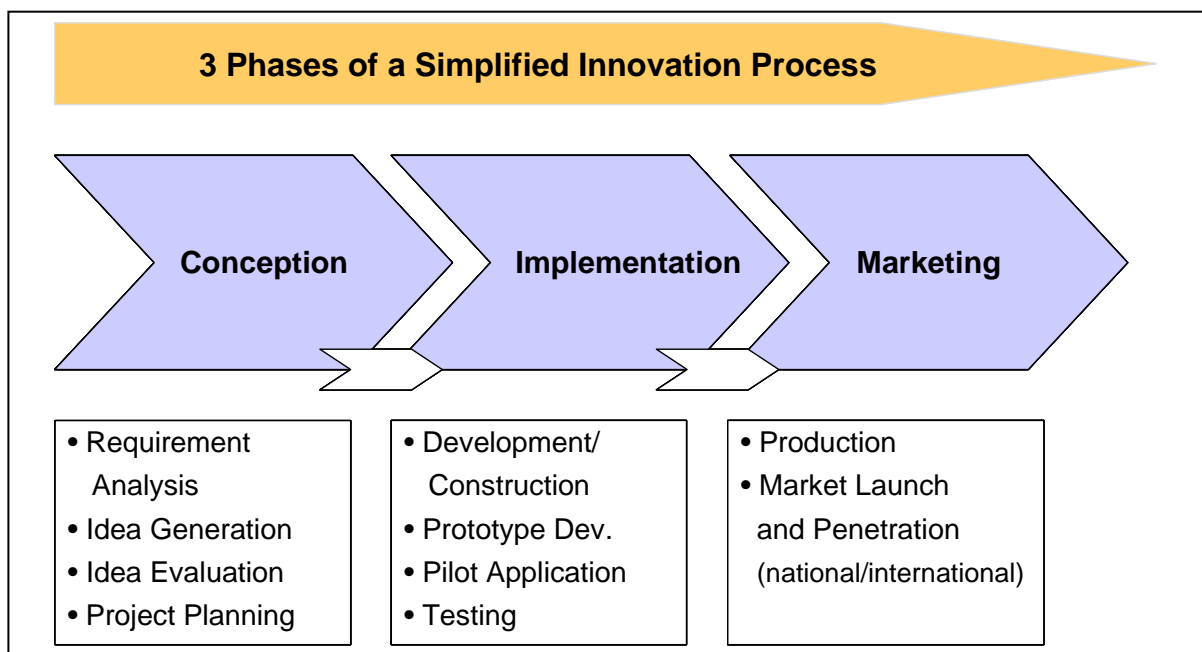 3 Phases of a Simplified Innovation Process
Conception
Implementation
Marketing
• Requirement
Analysis
• Idea Generation
• Idea Evaluation
• Project Planning
• Development/
Construction
• Prototype Dev.
• Pilot Application
• Testing
• Production
• Market Launch
and Penetration
(national/international)